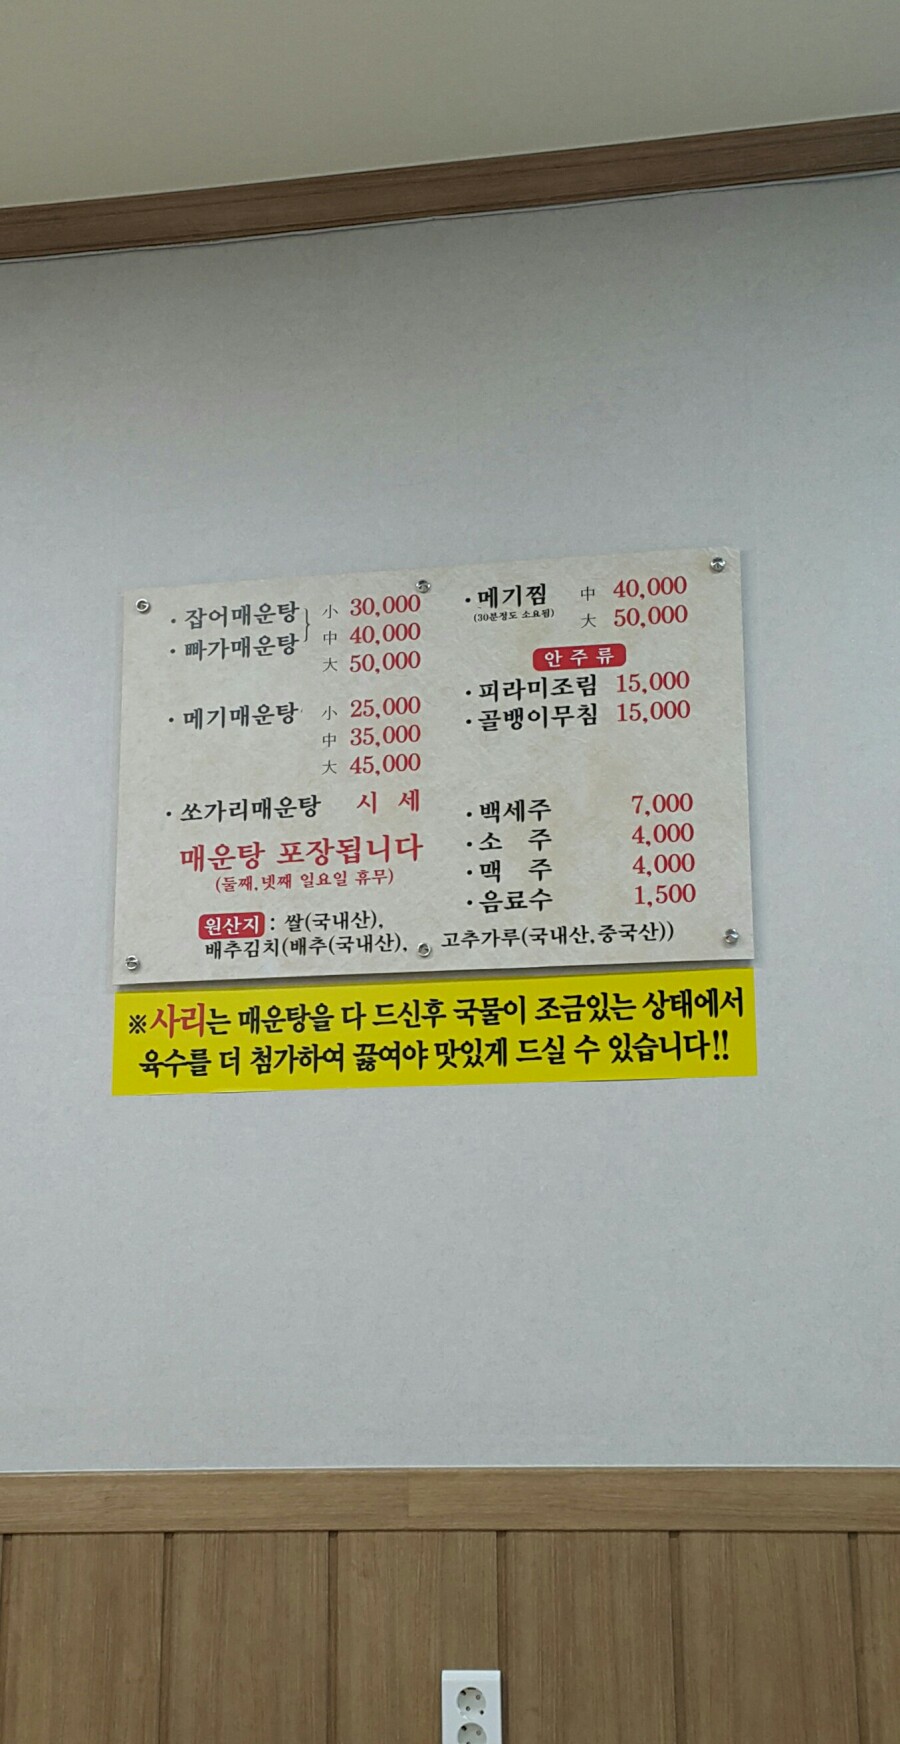 · 잡어매운탕 小 30,000
· 빠가매운탕 中 40,000
大 50,000
· 메기매운탕 小 25,000
中 35,000
大 45,000
· 쏘가리매운탕 시 세
매운탕 포장됩니다
(둘째,넷째 일요일 휴무)
· 메기찜 中 40,000
(30분정도 소요됨) 大 50,000
안 주 류
· 피라미조림 15,000
· 골뱅이무침 15,000
· 백세주 7,000
· 소 주 4,000
· 맥 주 4,000
· 음료수 1,500
원산지 : 쌀(국내산),
배추김치(배추(국내산), 고추가루(국내산,중국산))
※사리는 매운탕을 다 드신후 국물이 조금있는 상태에서
육수를 더 첨가하여 끓여야 맛있게 드실 수 있습니다!!